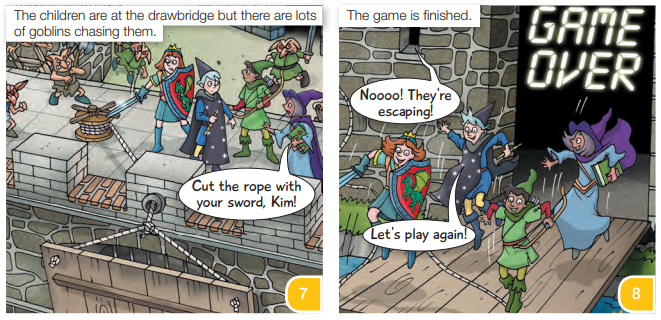 The children are at the drawbridge but there are lots
of goblins chasing them.
Cut the rope with
your sword, Kim!
7
The game is finished.
GAME
OVER
Noooo! They're
escaping!
Let's play again!
8